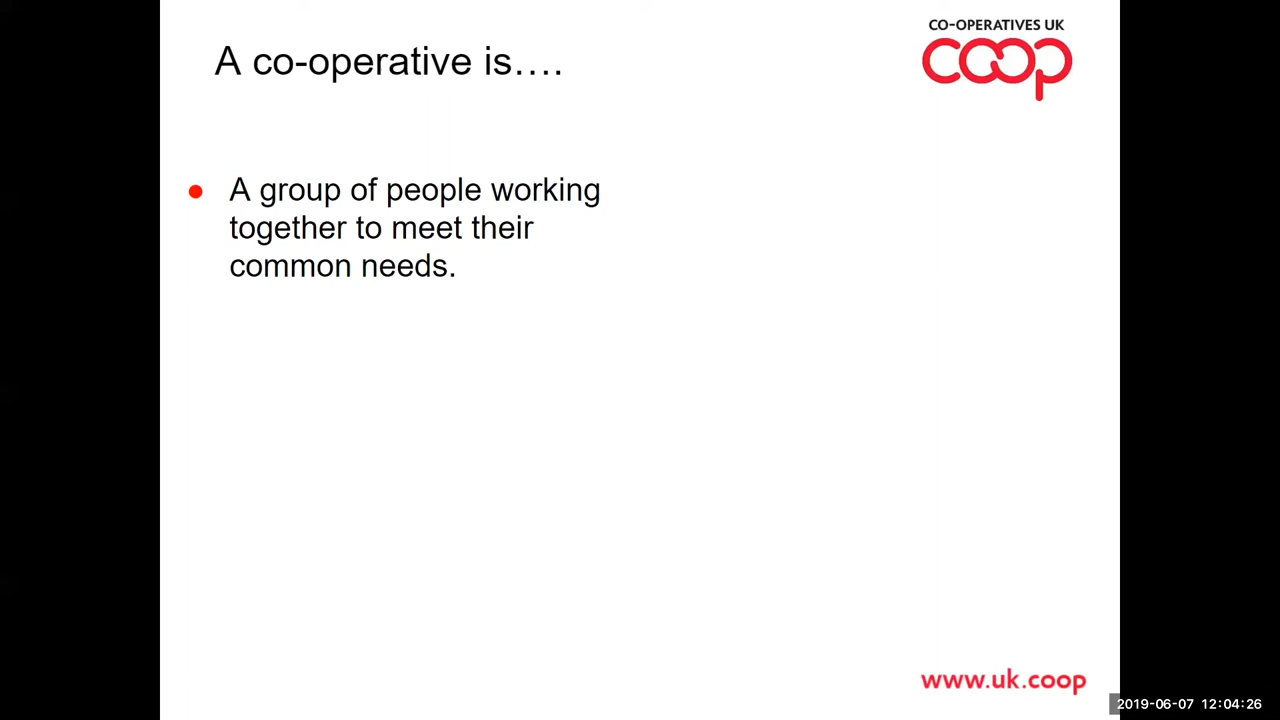 CO-OPERATIVES UK
coop
A co-operative is....
A group of people working
together to meet their
common needs.
www.uk.coop
2019-06-07 12:04:26